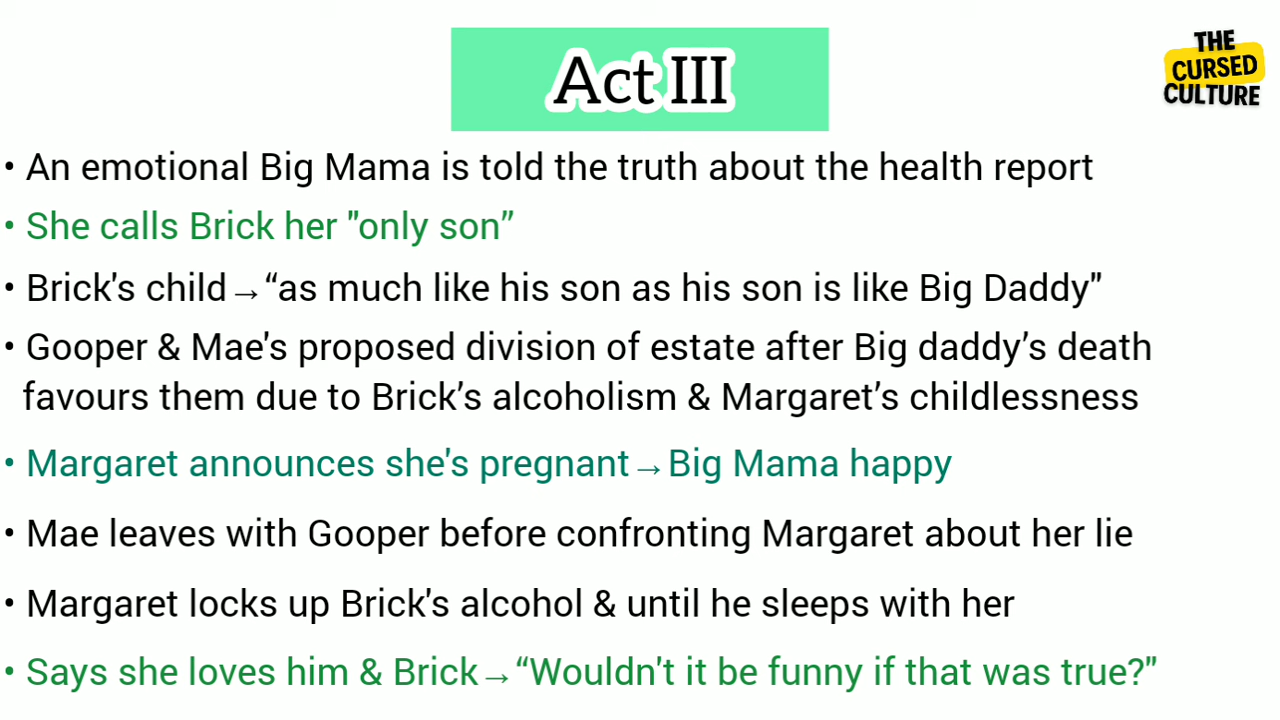 Act III
THE
CURSED
CULTURE
• An emotional Big Mama is told the truth about the health report
• She calls Brick her "only son”
• Brick's child→“as much like his son as his son is like Big Daddy"
• Gooper & Mae's proposed division of estate after Big daddy’s death
favours them due to Brick’s alcoholism & Margaret’s childlessness
• Margaret announces she's pregnant→Big Mama happy
• Mae leaves with Gooper before confronting Margaret about her lie
• Margaret locks up Brick's alcohol & until he sleeps with her
• Says she loves him & Brick→“Wouldn't it be funny if that was true?"